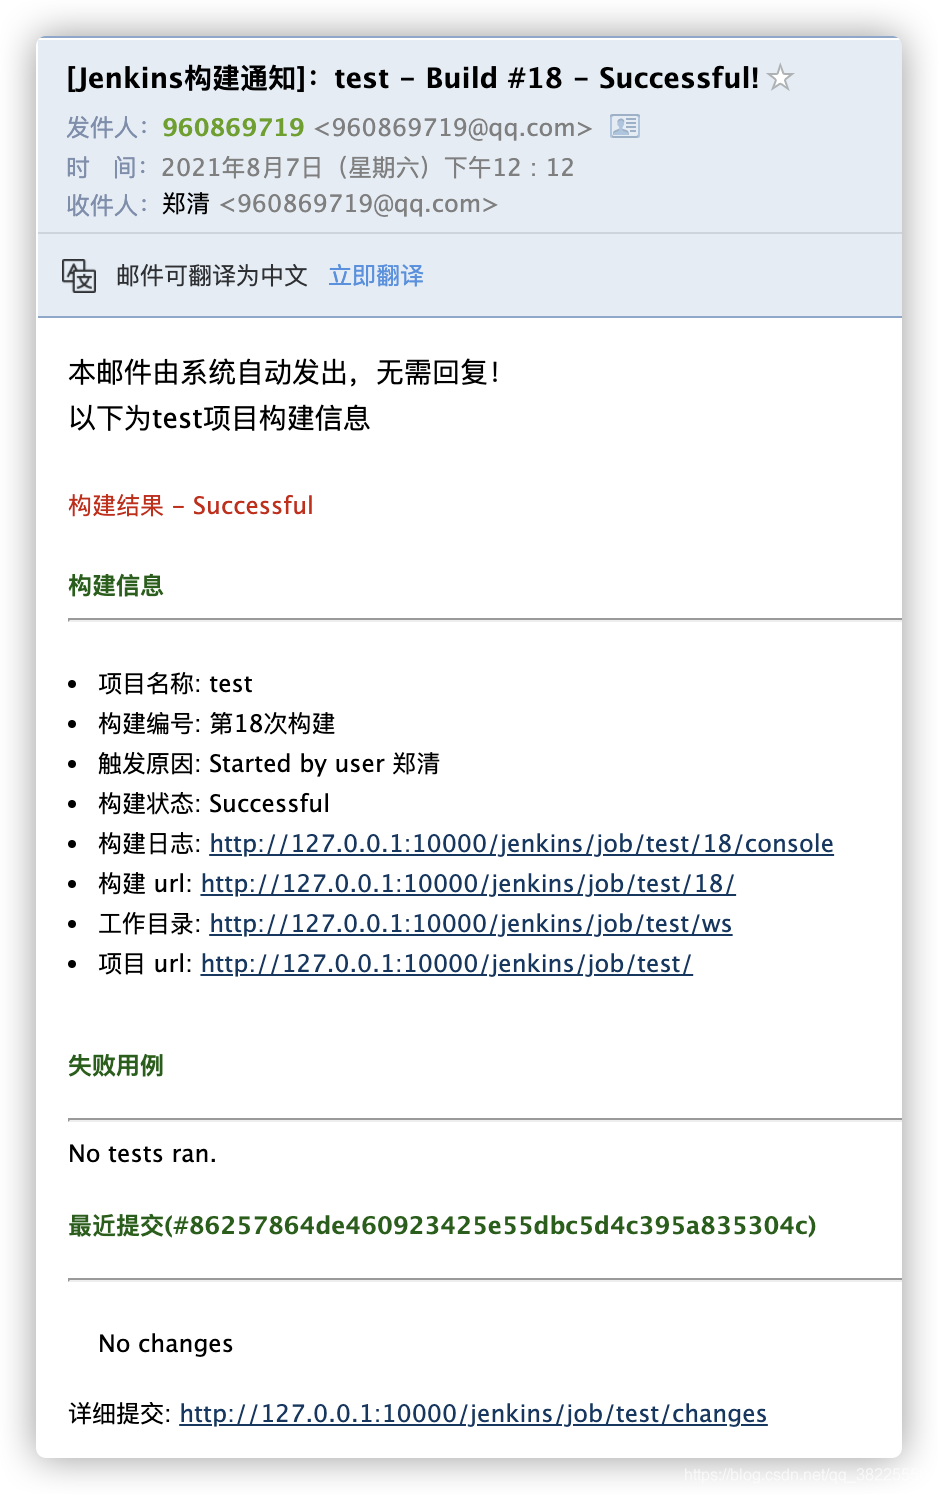 [Jenkins构建通知]：test - Build #18 - Successful!
发件人：960869719 <960869719@qq.com>
时 间：2021年8月7日（星期六）下午12：12
收件人：郑清 <960869719@qq.com>
邮件可翻译为中文 立即翻译
本邮件由系统自动发出，无需回复！
以下为test项目构建信息
构建结果 - Successful
构建信息
• 项目名称: test
• 构建编号: 第18次构建
• 触发原因: Started by user 郑清
• 构建状态: Successful
• 构建日志: http://127.0.0.1:10000/jenkins/job/test/18/console
• 构建 url: http://127.0.0.1:10000/jenkins/job/test/18/
• 工作目录: http://127.0.0.1:10000/jenkins/job/test/ws
• 项目 url: http://127.0.0.1:10000/jenkins/job/test/
失败用例
No tests ran.
最近提交(#86257864de460923425e55dbc5d4c395a835304c)
No changes
详细提交: http://127.0.0.1:10000/jenkins/job/test/changes